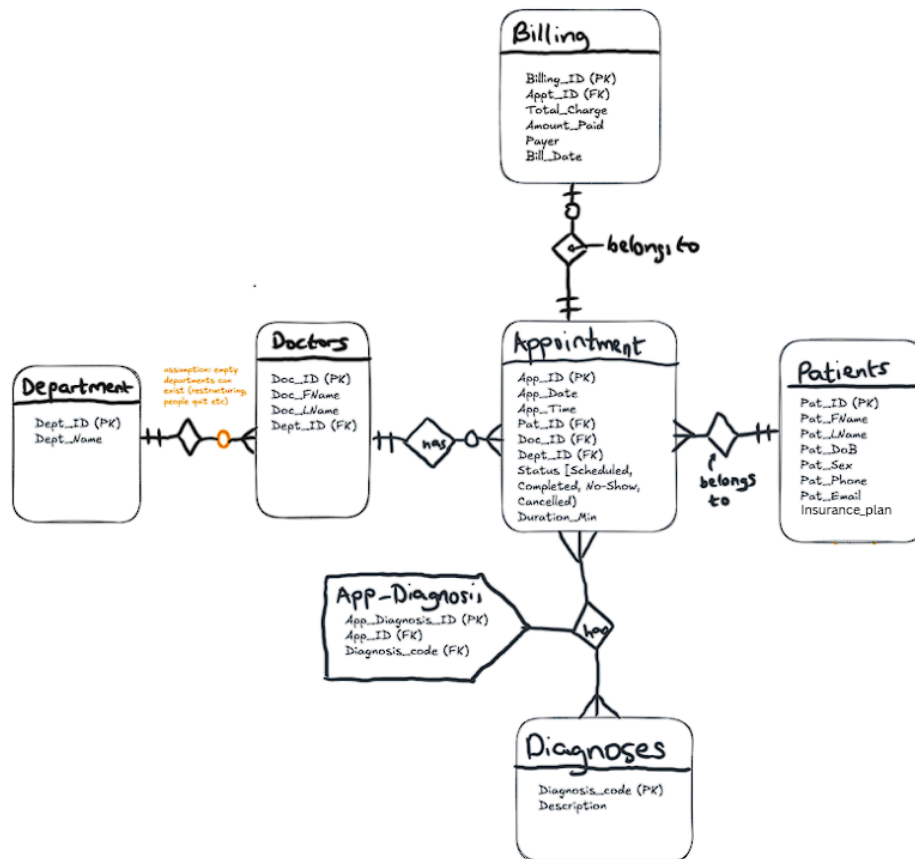 Billing
Billing_ID (PK)
Appt_ID (FK)
Total_Charge
Amount_Paid
Payer
Bill_Date
belongs to
Department
Dept_ID (PK)
Dept_Name
assumption: empty
departments can
exist (restructuring,
people quit etc)
Doctors
Doc_ID (PK)
Doc_FName
Doc_LName
Dept_ID (FK)
has
Appointment
App_ID (PK)
App_Date
App_Time
Pat_ID (FK)
Doc_ID (FK)
Dept_ID (FK)
Status [Scheduled,
Completed, No-Show,
Cancelled)
Duration_Min
belongs
to
Patients
Pat_ID (PK)
Pat_FName
Pat_LName
Pat_DoB
Pat_Sex
Pat_Phone
Pat_Email
Insurance_plan
App-Diagnosis
App_Diagnosis_ID (PK)
App_ID (FK)
Diagnosis_code (FK)
has
Diagnoses
Diagnosis_code (PK)
Description